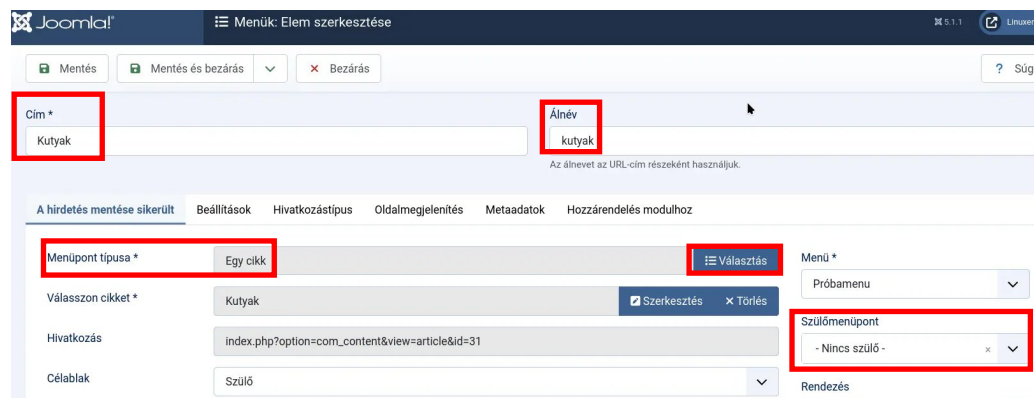 Joomla!® Menük: Elem szerkesztése 5.1.1
Mentés Mentés és bezárás Bezárás ?
Cím * Álnév
Kutyak kutyak
Az álnevet az URL-cím részeként használjuk.
A hirdetés mentése sikerült Beállítások Hivatkozástípus Oldalmegjelenítés Metaadatok Hozzárendelés modulhoz
Menüpont típusa * Egy cikk Választás Menü *
Próbamenu
Válasszon cikket * Kutyak Szerkesztés Törlés
Szülőmenüpont
Hivatkozás index.php?option=com_content&view=article&id=31
- Nincs szülő - ×
Célablak Szülő Rendezés